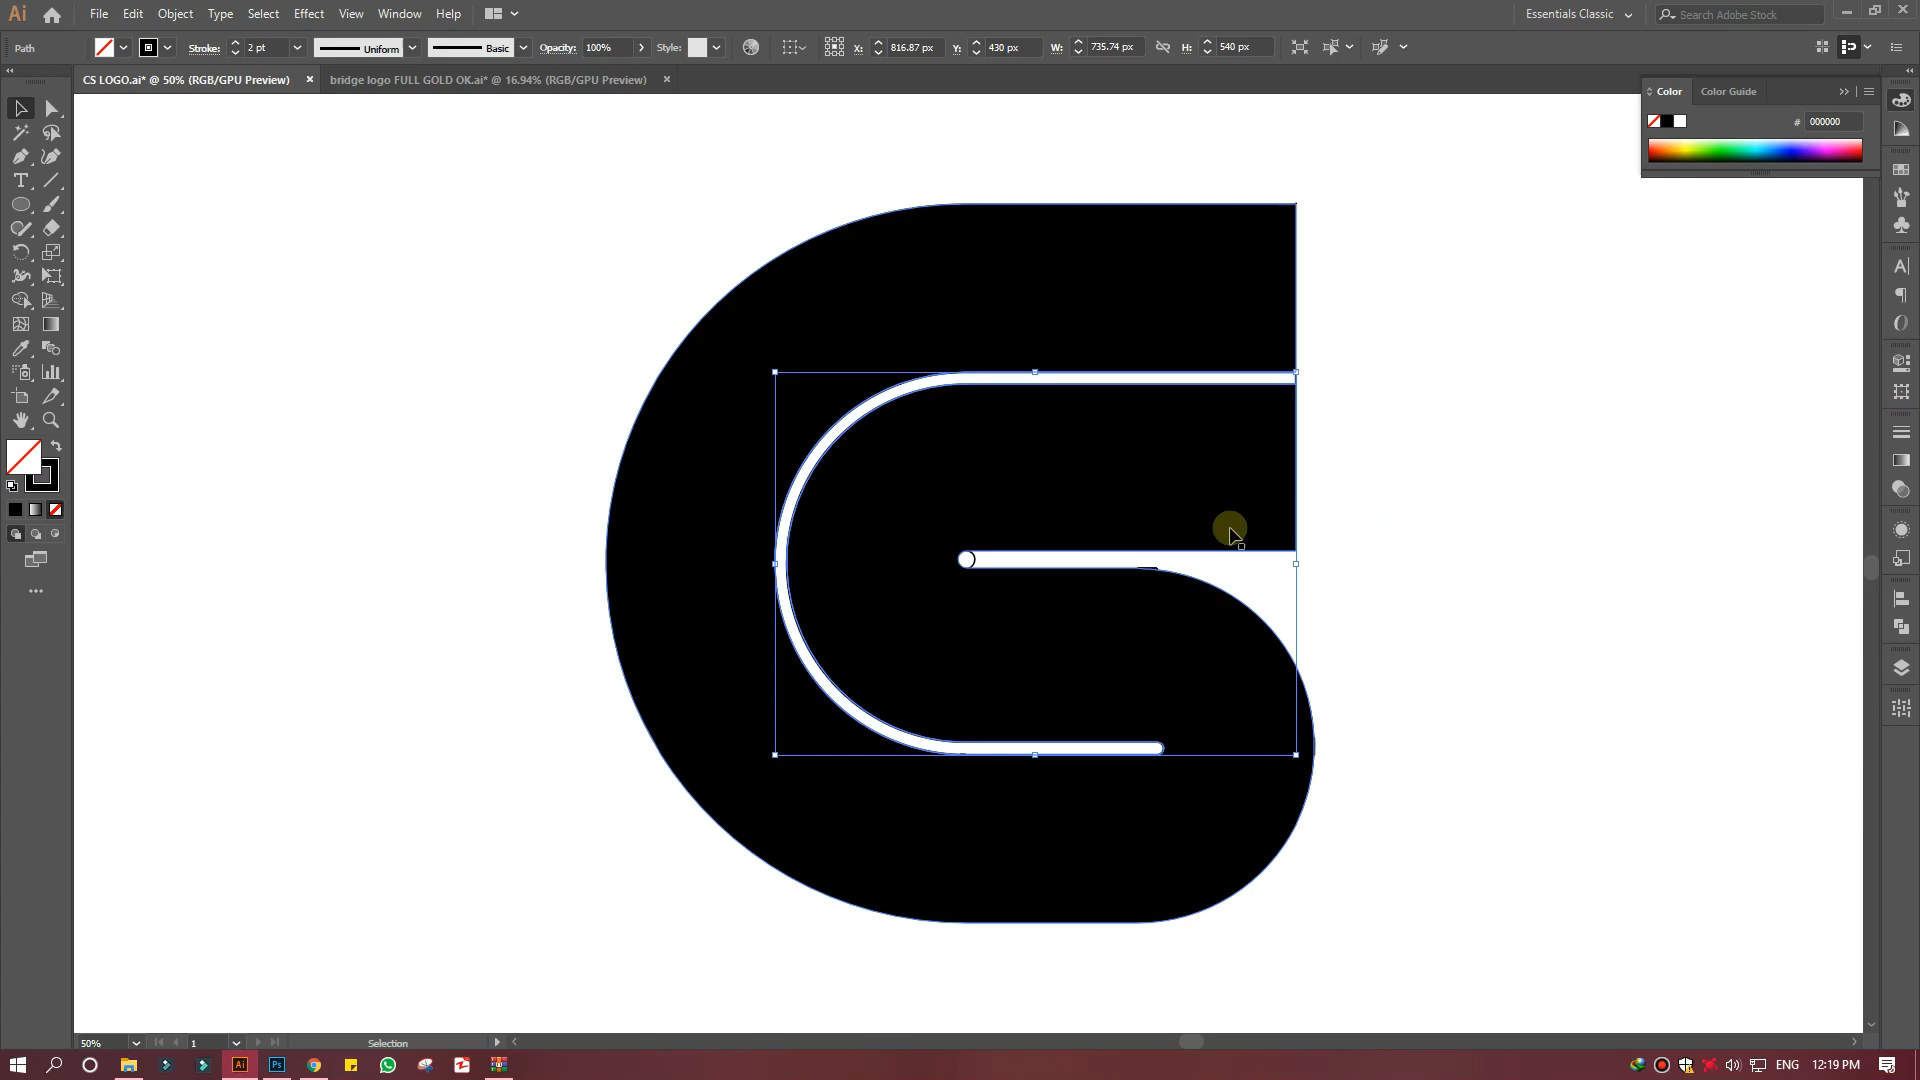 Ai File Edit Object Type Select Effect View Window Help Essentials Classic Search Adobe Stock
Path Stroke: 2 pt Uniform Basic Opacity: 100% Style: X: 816.87 px Y: 430 px W: 735.74 px H: 540 px
CS LOGO.ai* @ 50% (RGB/GPU Preview) × bridge logo FULL GOLD OK.ai* @ 16.94% (RGB/GPU Preview) ×
Color Color Guide
# 000000
50% 1 Selection
Ai Ps ENG 12:19 PM